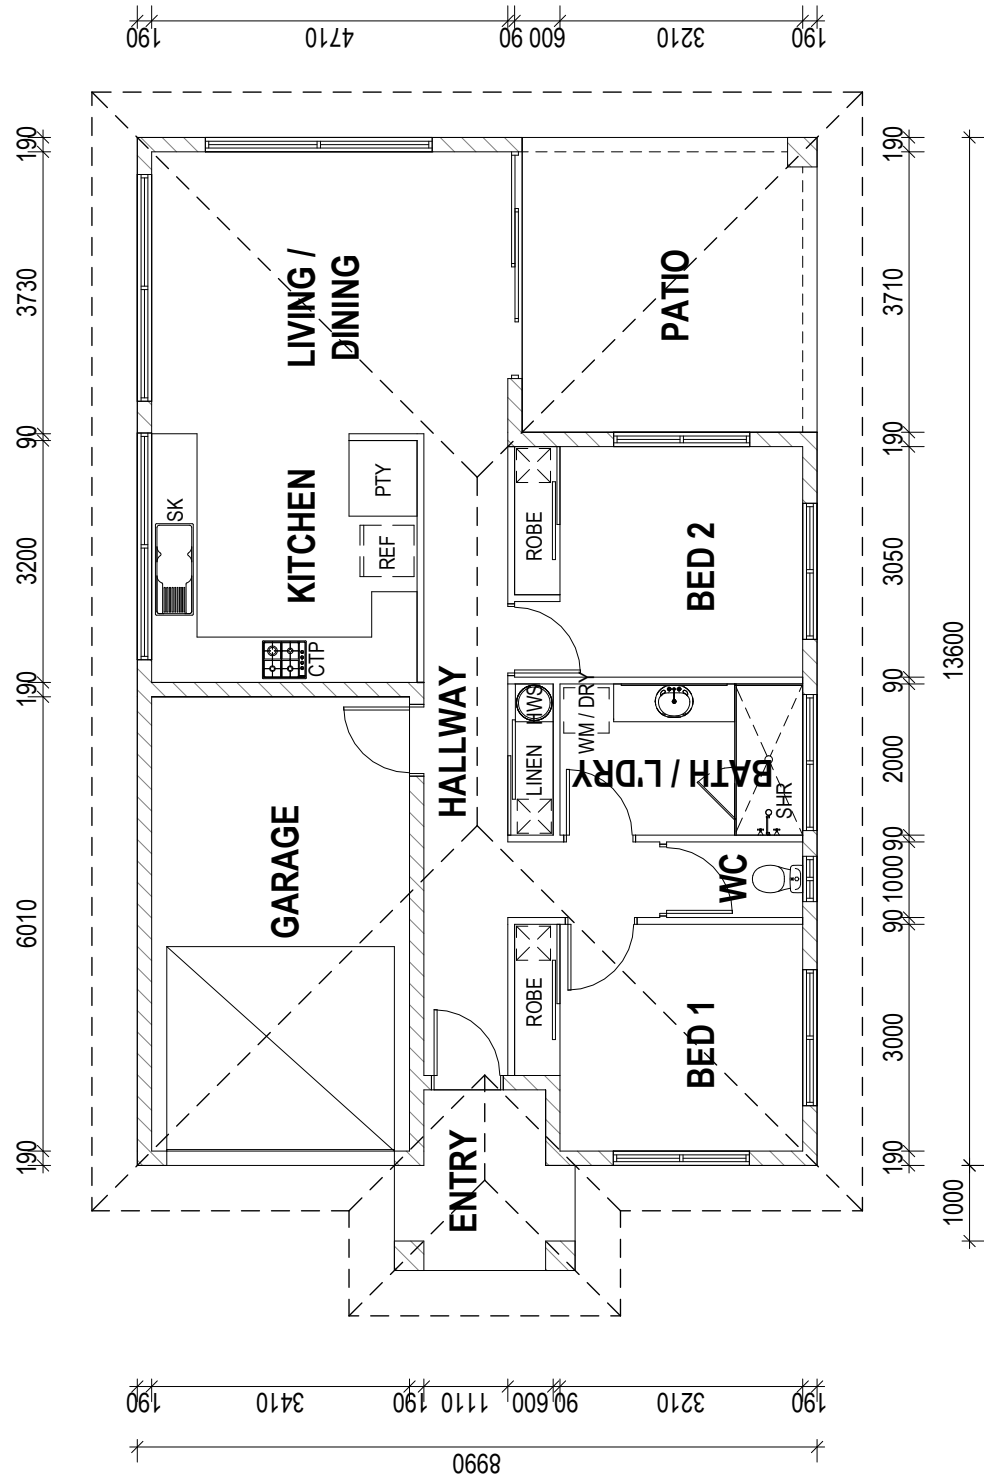 190
4710
90
600
3210
190
190
3730
90
3200
190
6010
190
LIVING /
DINING
PATIO
SK
KITCHEN
PTY
REF
CTP
ROBE
BED 2
HALLWAY
HWS
LINEN
WM / DRY
BATH / L'DRY
SHR
GARAGE
WC
ROBE
BED 1
ENTRY
190
3710
190
3050
90
2000
90
1000
90
3000
190
13600
1000
190
3410
190
1110
600
90
3210
190
8990